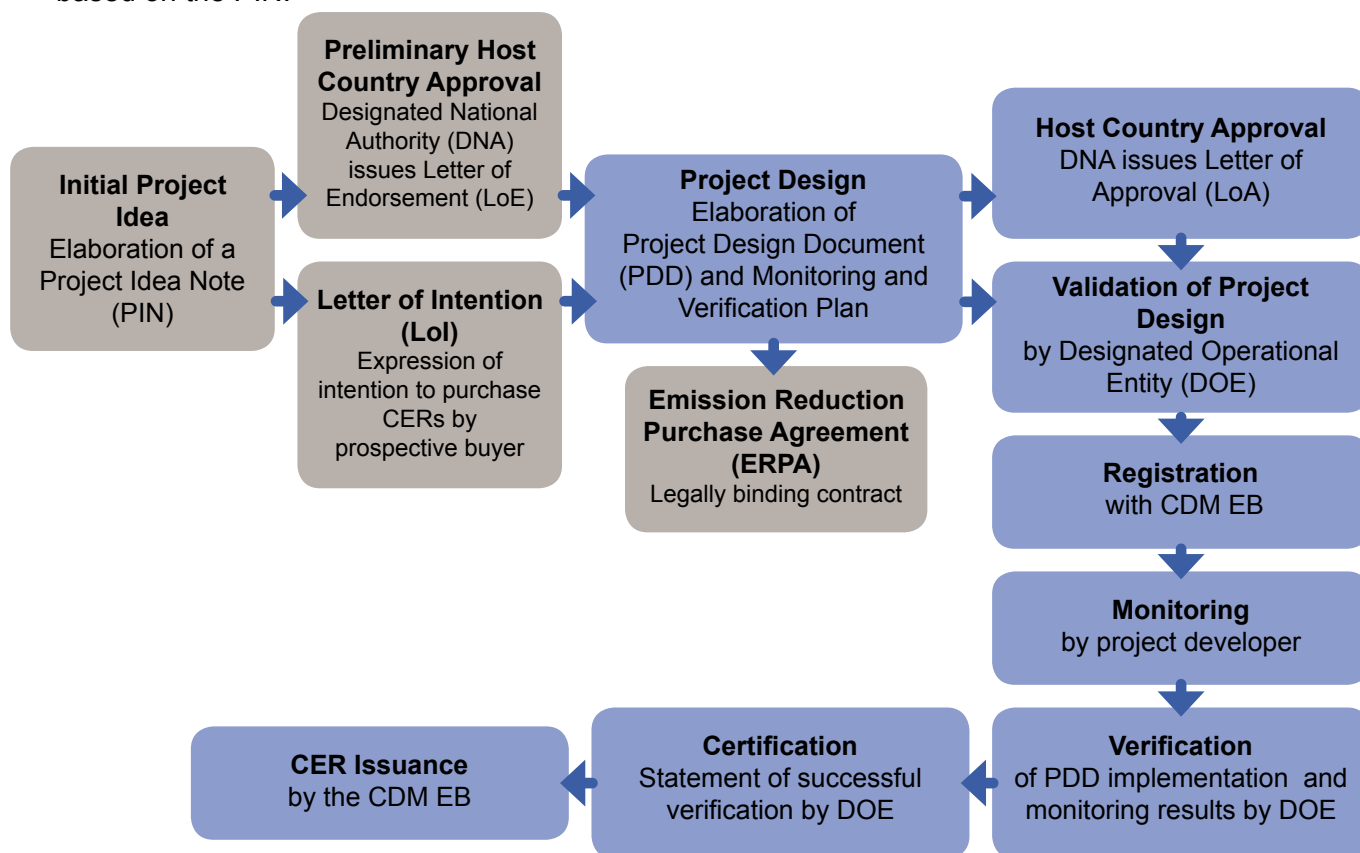 based on the PIN.
Preliminary Host
Country Approval
Designated National
Authority (DNA)
issues Letter of
Endorsement (LoE)
Initial Project
Idea
Elaboration of a
Project Idea Note
(PIN)
Letter of Intention
(LoI)
Expression of
intention to purchase
CERs by
prospective buyer
Project Design
Elaboration of
Project Design Document
(PDD) and Monitoring and
Verification Plan
Emission Reduction
Purchase Agreement
(ERPA)
Legally binding contract
Host Country Approval
DNA issues Letter of
Approval (LoA)
Validation of Project
Design
by Designated Operational
Entity (DOE)
Registration
with CDM EB
Monitoring
by project developer
Verification
of PDD implementation and
monitoring results by DOE
Certification
Statement of successful
verification by DOE
CER Issuance
by the CDM EB